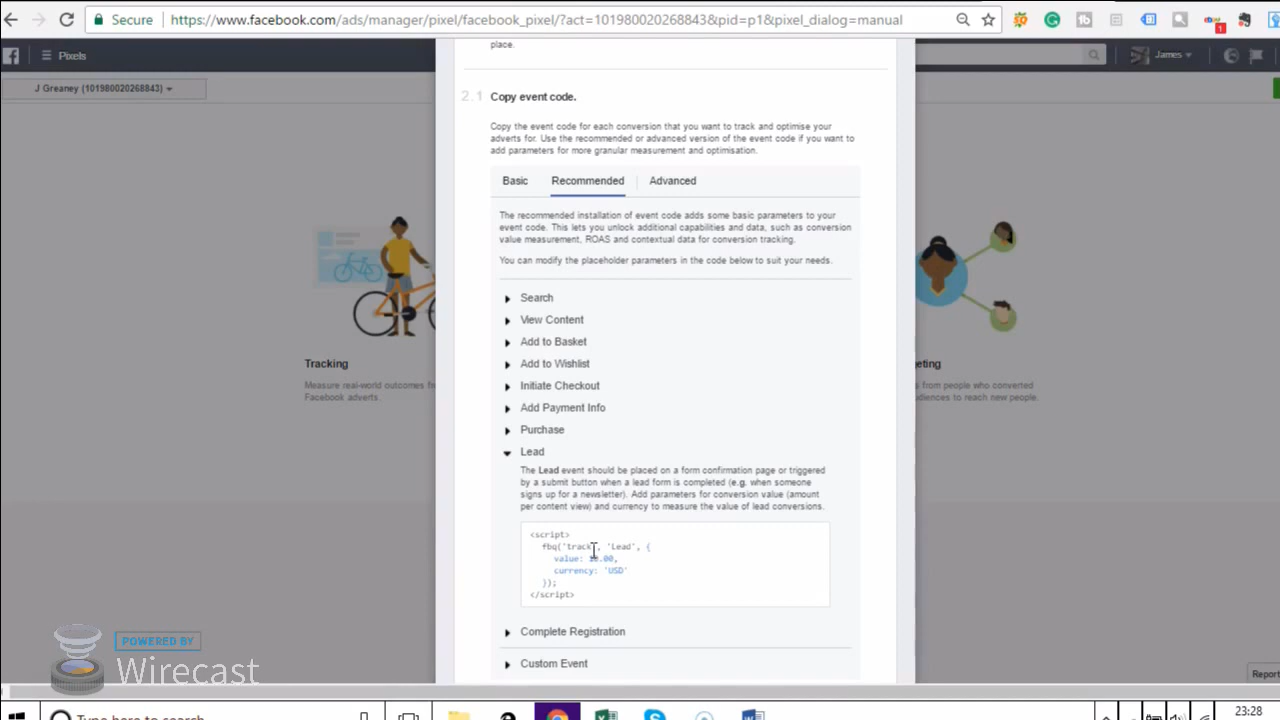 Secure https://www.facebook.com/ads/manager/pixel/facebook_pixel/?act=101980020268843&pid=p1&pixel_dialog=manual
1
Pixels
James
J Greaney (101980020268843)
place.
2.1 Copy event code.
Copy the event code for each conversion that you want to track and optimise your
adverts for. Use the recommended or advanced version of the event code if you want to
add parameters for more granular measurement and optimisation.
Basic Recommended Advanced
The recommended installation of event code adds some basic parameters to your
event code. This lets you unlock additional capabilities and data, such as conversion
value measurement, ROAS and contextual data for conversion tracking.
You can modify the placeholder parameters in the code below to suit your needs.
Search
View Content
Add to Basket
Add to Wishlist
Initiate Checkout
Add Payment Info
Purchase
Lead
The Lead event should be placed on a form confirmation page or triggered
by a submit button when a lead form is completed (e.g. when someone
signs up for a newsletter). Add parameters for conversion value (amount
per content view) and currency to measure the value of lead conversions.
<script>
fbq('track', 'Lead', {
value: .00,
currency: 'USD'
});
</script>
Complete Registration
Custom Event
Tracking
Measure real-world outcomes
Facebook adverts.
eting
s from people who converted
diences to reach new people.
Report
POWERED BY
Wirecast
Type here to search
23:28